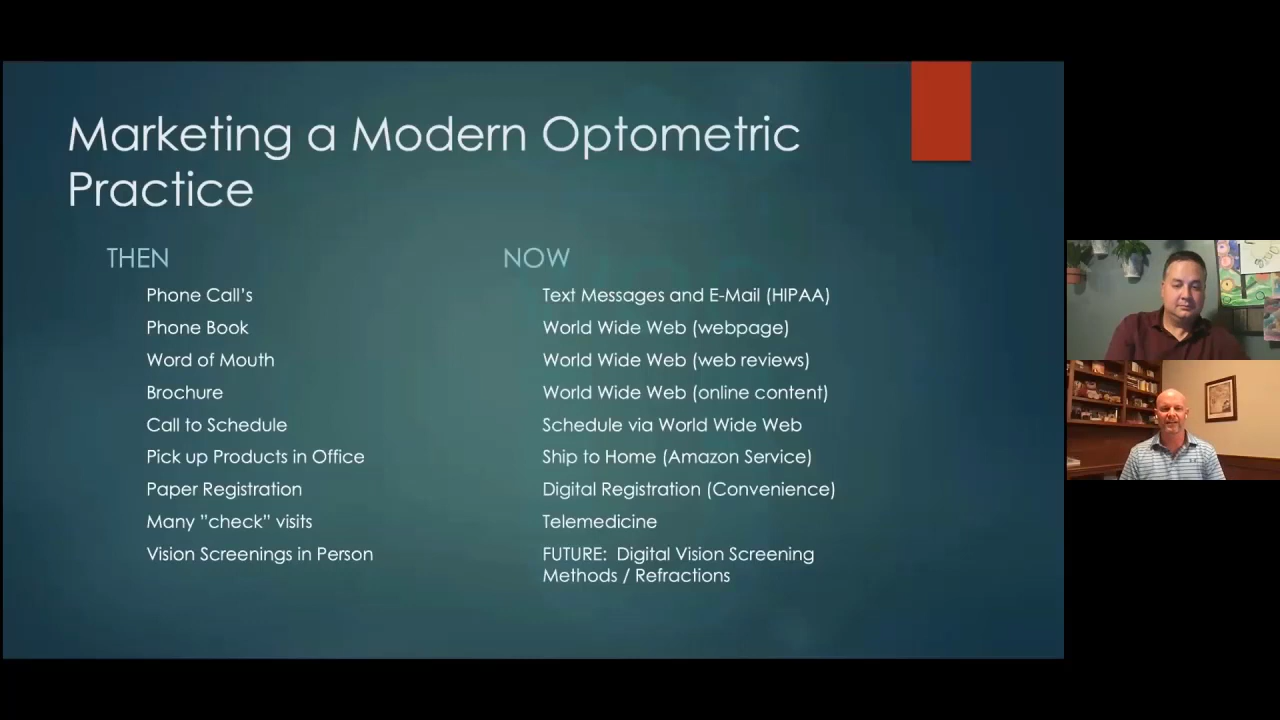 Marketing a Modern Optometric
Practice
THEN
Phone Call’s
Phone Book
Word of Mouth
Brochure
Call to Schedule
Pick up Products in Office
Paper Registration
Many ”check” visits
Vision Screenings in Person
NOW
Text Messages and E-Mail (HIPAA)
World Wide Web (webpage)
World Wide Web (web reviews)
World Wide Web (online content)
Schedule via World Wide Web
Ship to Home (Amazon Service)
Digital Registration (Convenience)
Telemedicine
FUTURE:  Digital Vision Screening
Methods / Refractions